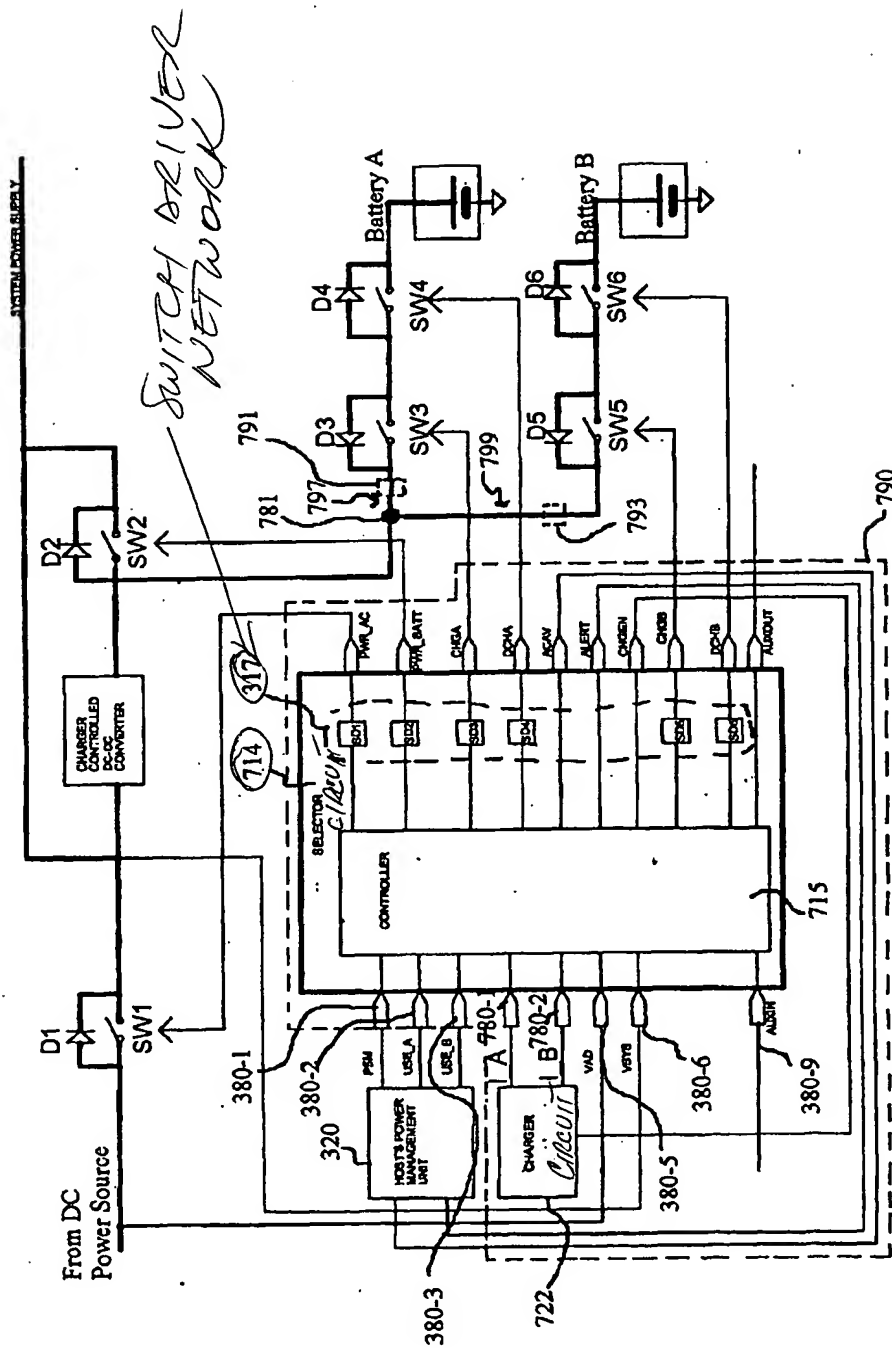 SYSTEM POWER SUPPLY
SWITCH DRIVER
NETWORK
From DC
Power Source
D1
SW1
CHARGER
CONTROLLED
DC-DC
CONVERTER
D2
SW2
781
797
791
D3
SW3
D4
SW4
Battery A
799
793
D5
SW5
D6
SW6
Battery B
790
317
714
SELECTOR
CIRCUIT
CONTROLLER
715
SD1
SD2
SD3
SD4
SD5
SD6
PWR_AC
PWR_BATT
CHGA
DCHA
ACAV
ALERT
CHGEN
CHGB
DCHB
AUXOUT
380-1
380-2
380-3
320
HOST'S POWER
MANAGEMENT
UNIT
PSM
USE_A
USE_B
780-1
780-2
A
B
CHARGER
CIRCUIT
722
VAD
VSYS
380-5
380-6
AUXIN
380-9